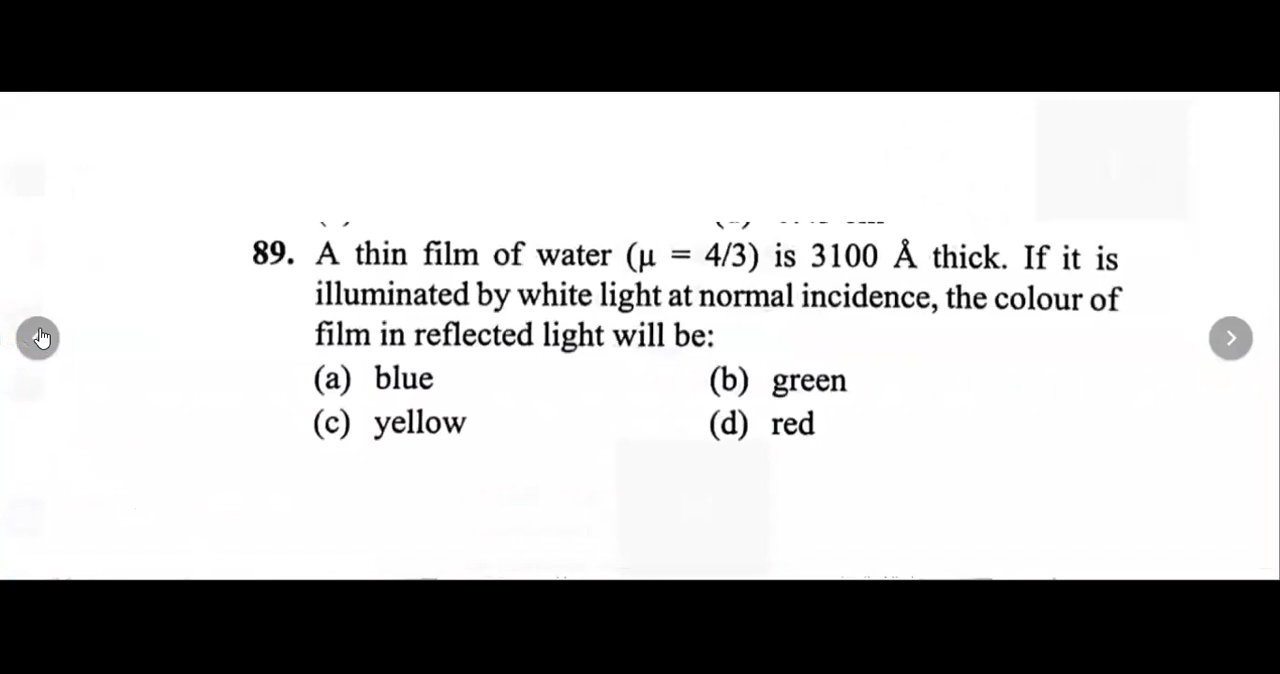 89. A thin film of water (μ = 4/3) is 3100 Å thick. If it is
illuminated by white light at normal incidence, the colour of
film in reflected light will be:
(a) blue (b) green
(c) yellow (d) red